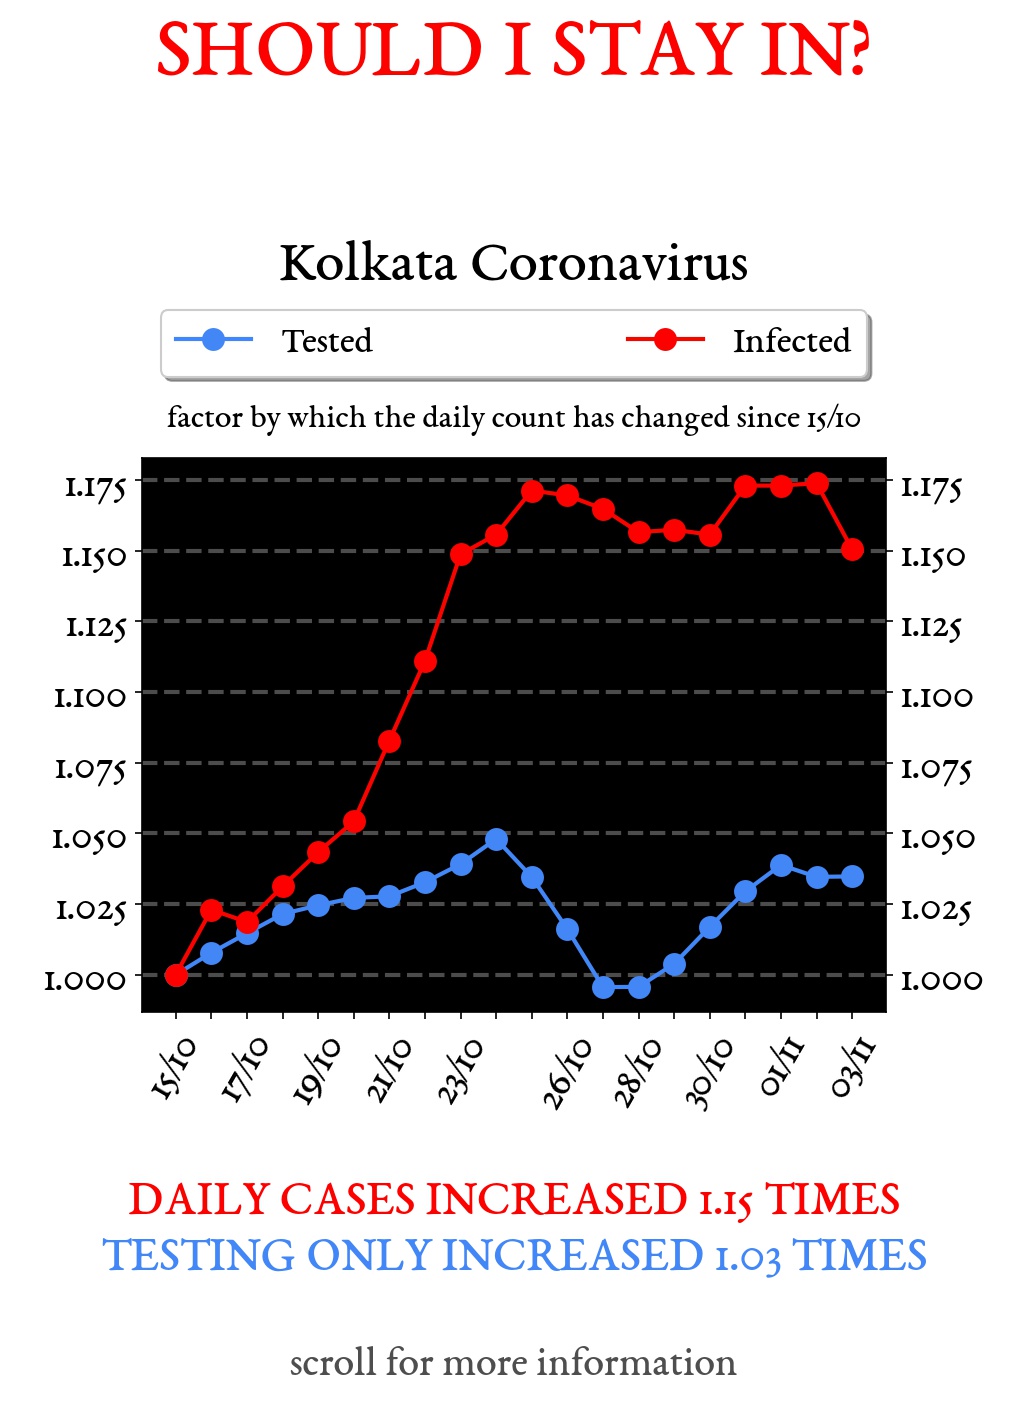 SHOULD I STAY IN?
Kolkata Coronavirus
Tested Infected
factor by which the daily count has changed since 15/10
1.175 1.175
1.150 1.150
1.125 1.125
1.100 1.100
1.075 1.075
1.050 1.050
1.025 1.025
1.000 1.000
15/10 17/10 19/10 21/10 23/10 26/10 28/10 30/10 01/11 03/11
DAILY CASES INCREASED 1.15 TIMES
TESTING ONLY INCREASED 1.03 TIMES
scroll for more information